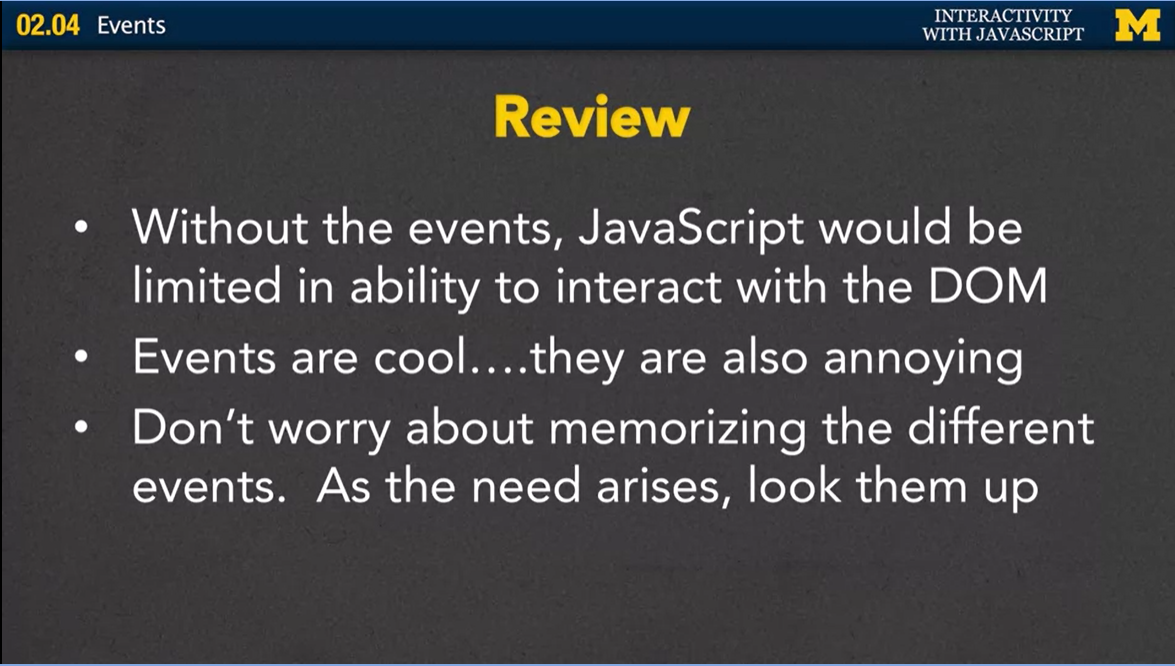 02.04 Events
INTERACTIVITY
WITH JAVASCRIPT
M
Review
• Without the events, JavaScript would be
limited in ability to interact with the DOM
• Events are cool....they are also annoying
• Don’t worry about memorizing the different
events.  As the need arises, look them up